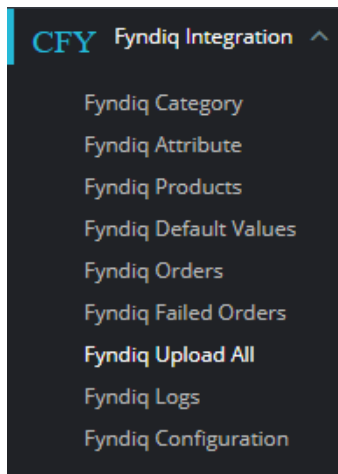 CFY Fyndiq Integration
Fyndiq Category
Fyndiq Attribute
Fyndiq Products
Fyndiq Default Values
Fyndiq Orders
Fyndiq Failed Orders
Fyndiq Upload All
Fyndiq Logs
Fyndiq Configuration